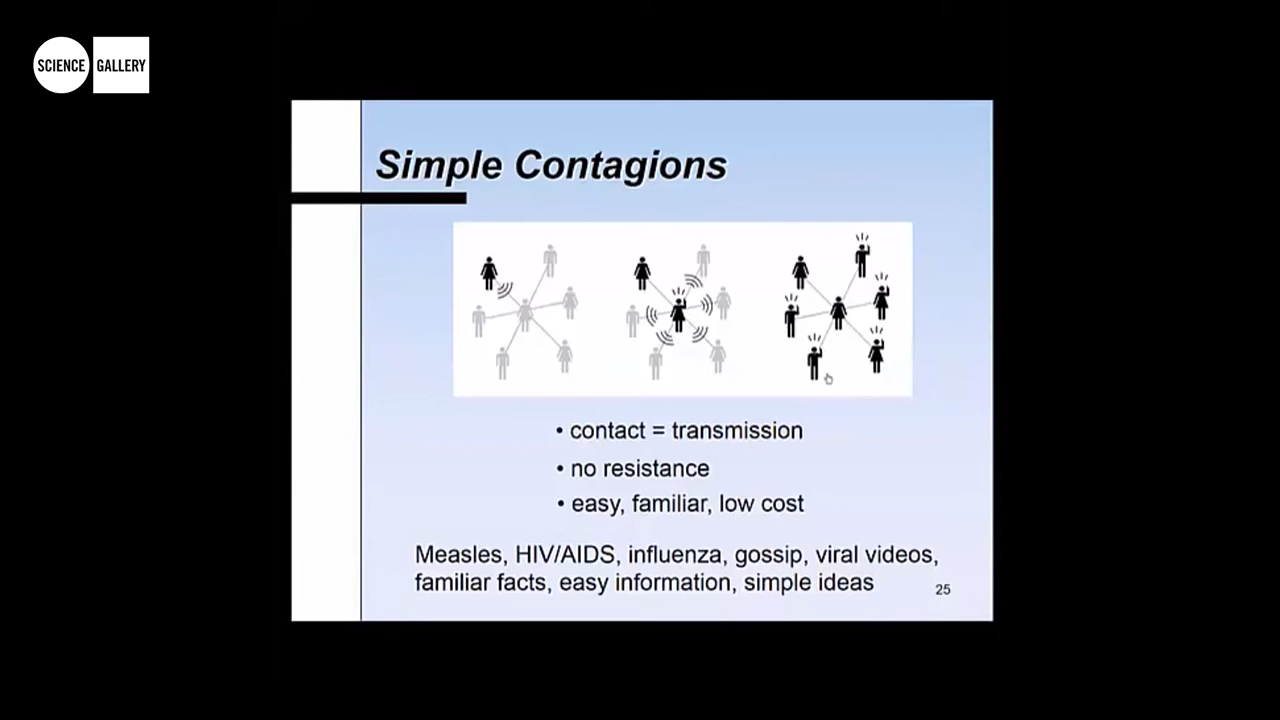 SCIENCE GALLERY
Simple Contagions
• contact = transmission
• no resistance
• easy, familiar, low cost
Measles, HIV/AIDS, influenza, gossip, viral videos,
familiar facts, easy information, simple ideas
25